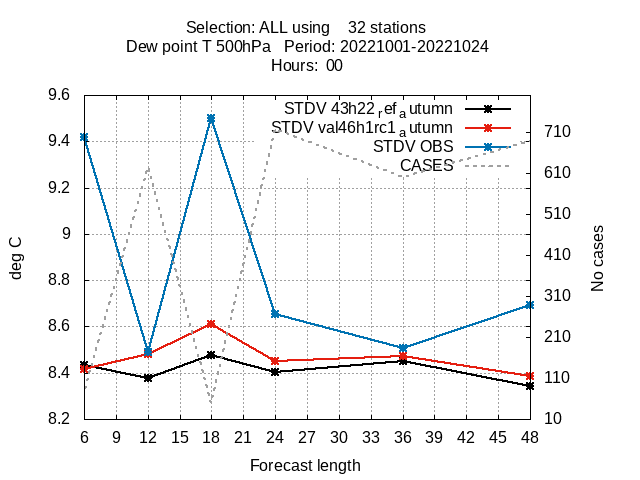 Selection: ALL using 32 stations
Dew point T 500hPa Period: 20221001-20221024
Hours: 00
STDV 43h22ref autumn
STDV val46h1rc1autumn
STDV OBS
CASES
9.6
9.4
9.2
9
8.8
8.6
8.4
8.2
deg C
710
610
510
410
310
210
110
10
No cases
6 9 12 15 18 21 24 27 30 33 36 39 42 45 48
Forecast length